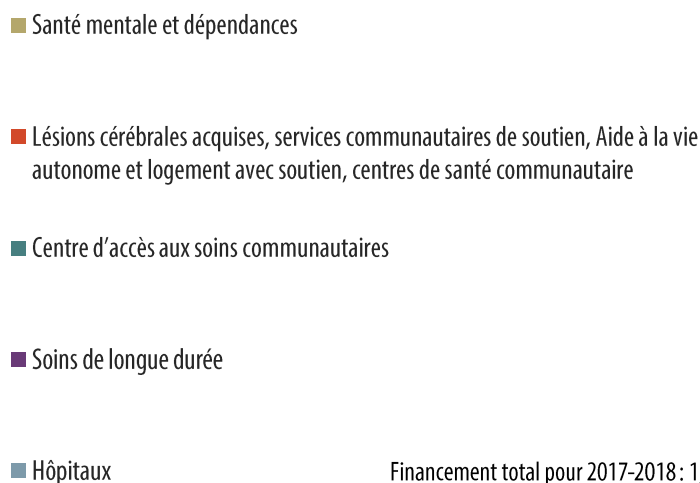 Santé mentale et dépendances
Lésions cérébrales acquises, services communautaires de soutien, Aide à la vie
autonome et logement avec soutien, centres de santé communautaire
Centre d'accès aux soins communautaires
Soins de longue durée
Hôpitaux
Financement total pour 2017-2018 : 1